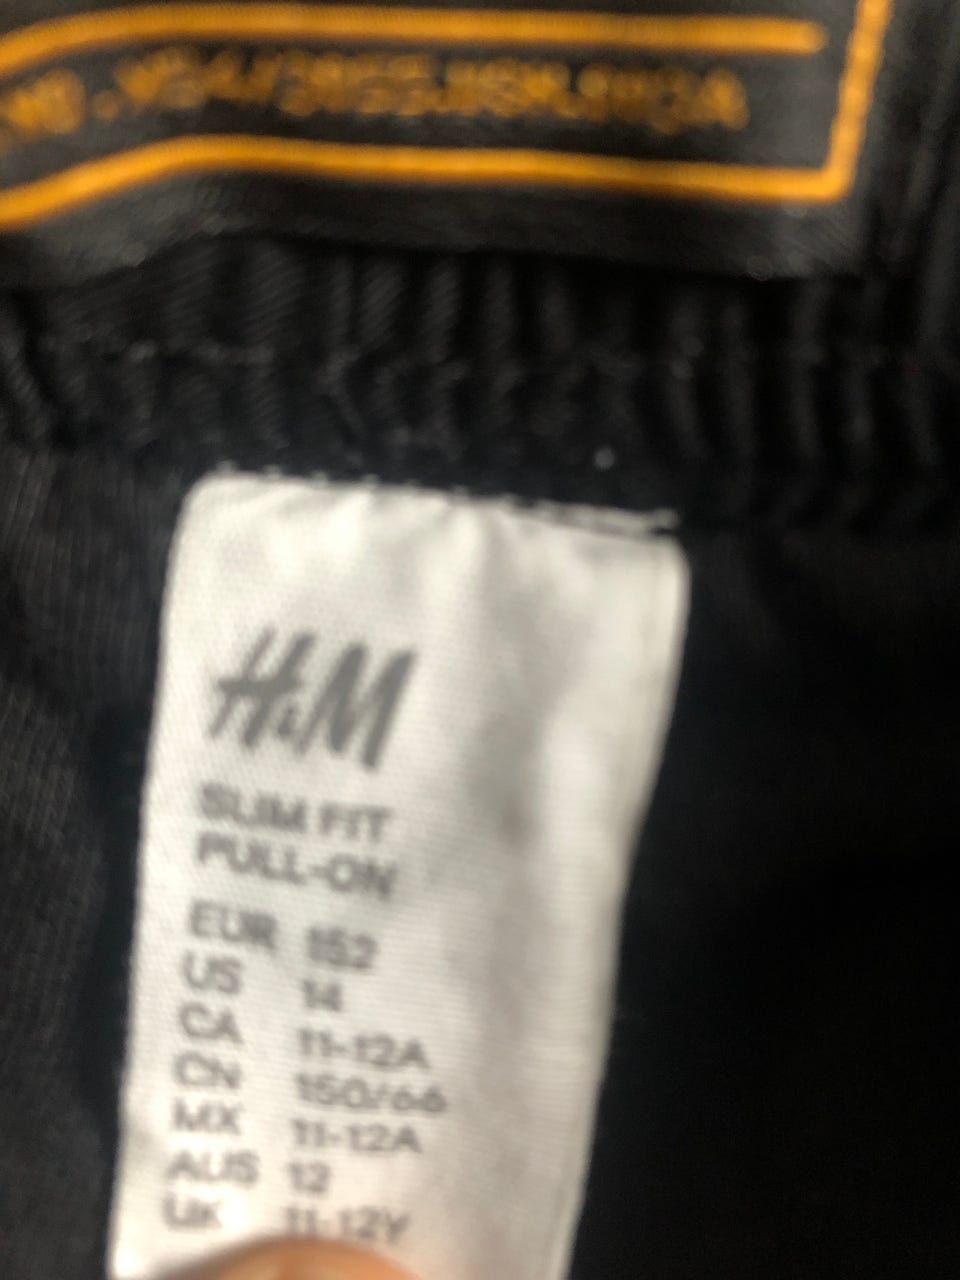 H&M
SLIM FIT
PULL-ON
EUR 152
US 14
CA 11-12A
CN 150/66
MX 11-12A
AUS 12
UK 11-12Y